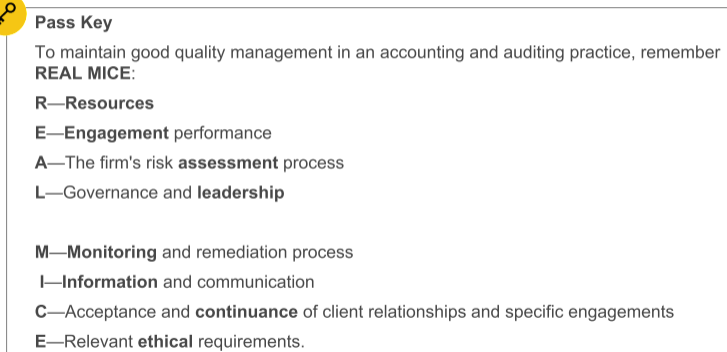 Pass Key
To maintain good quality management in an accounting and auditing practice, remember
REAL MICE:
R—Resources
E—Engagement performance
A—The firm's risk assessment process
L—Governance and leadership
M—Monitoring and remediation process
I—Information and communication
C—Acceptance and continuance of client relationships and specific engagements
E—Relevant ethical requirements.